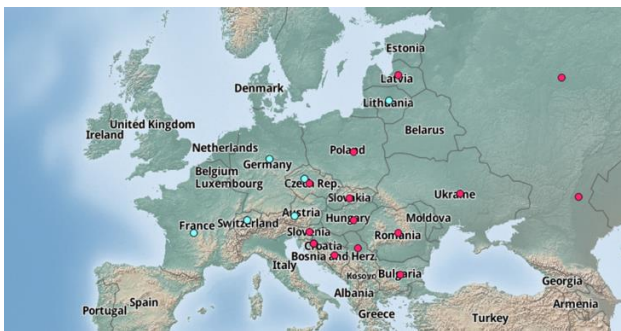 Estonia
Latvia
Denmark
Lithuania
United Kingdom
Ireland
Belarus
Netherlands
Poland
Germany
Belgium
Luxembourg
Czech Rep.
Slovakia
Ukraine
Austria
Hungary
Moldova
France
Switzerland
Slovenia
Romania
Croatia
Bosnia and Herz.
Italy
Kosovo
Bulgaria
Georgia
Albania
Spain
Portugal
Armenia
Greece
Turkey